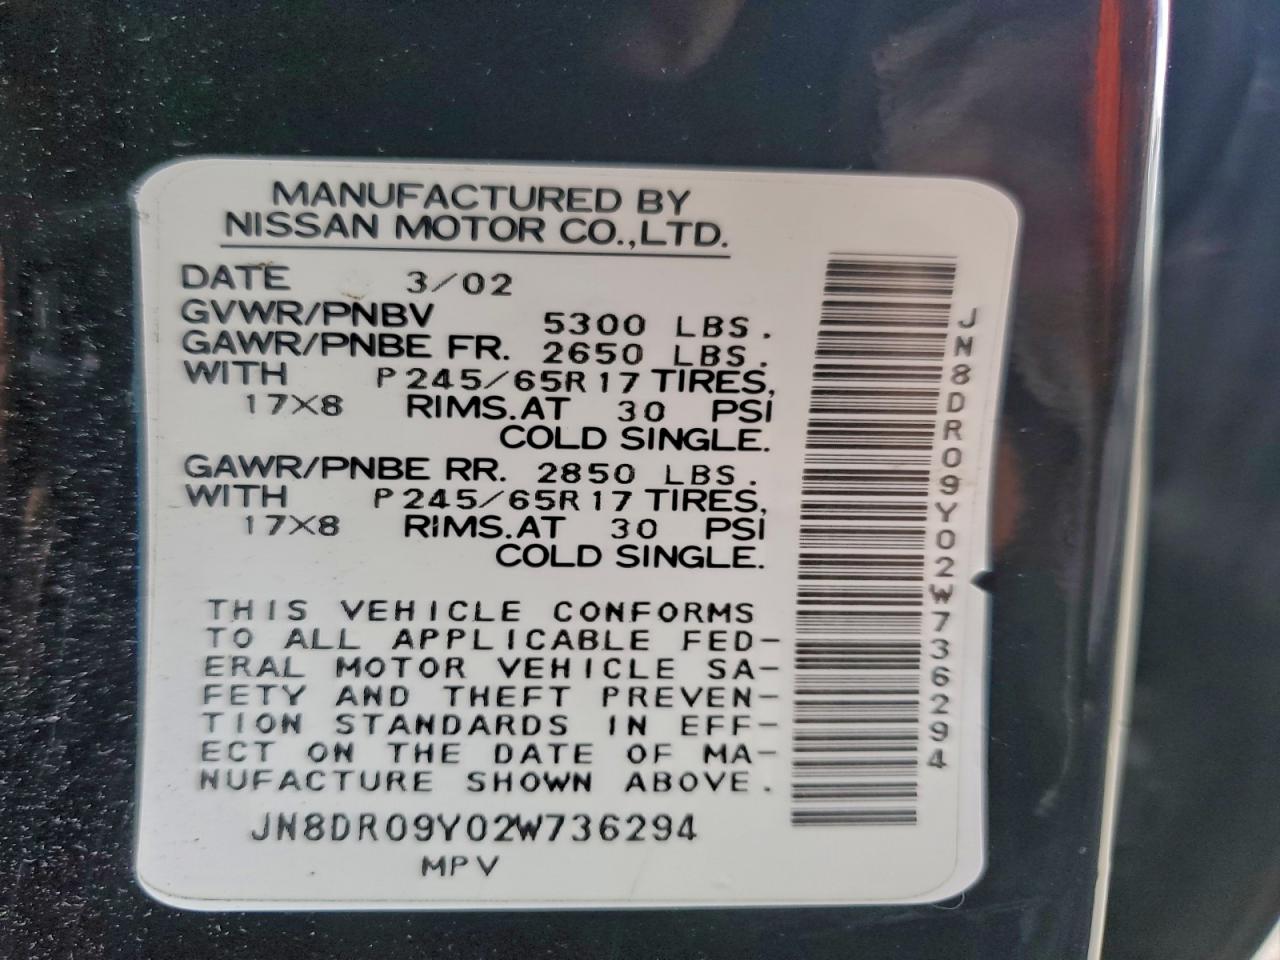 MANUFACTURED BY
NISSAN MOTOR CO.,LTD.
DATE 3/02
GVWR/PNBV 5300 LBS.
GAWR/PNBE FR. 2650 LBS.
WITH P245/65R17 TIRES,
17X8 RIMS.AT 30 PSI
COLD SINGLE.
GAWR/PNBE RR. 2850 LBS.
WITH P245/65R17 TIRES,
17X8 RIMS.AT 30 PSI
COLD SINGLE.
THIS VEHICLE CONFORMS
TO ALL APPLICABLE FED-
ERAL MOTOR VEHICLE SA-
FETY AND THEFT PREVEN-
TION STANDARDS IN EFF-
ECT ON THE DATE OF MA-
NUFACTURE SHOWN ABOVE.
JN8DR09Y02W736294
MPV
JN8DR09Y02W736294